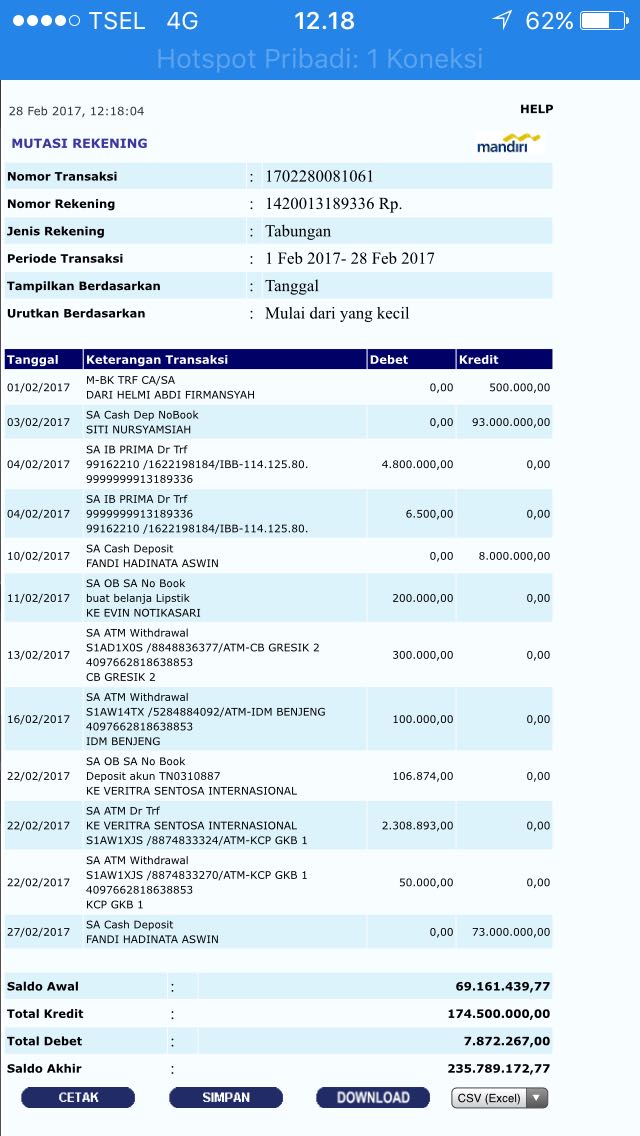 TSEL 4G 12.18 62%
Hotspot Pribadi: 1 Koneksi
28 Feb 2017, 12:18:04 HELP
MUTASI REKENING mandiri
Nomor Transaksi : 1702280081061
Nomor Rekening : 1420013189336 Rp.
Jenis Rekening : Tabungan
Periode Transaksi : 1 Feb 2017- 28 Feb 2017
Tampilkan Berdasarkan : Tanggal
Urutkan Berdasarkan : Mulai dari yang kecil
Tanggal Keterangan Transaksi Debet Kredit
01/02/2017 M-BK TRF CA/SA 0,00 500.000,00
DARI HELMI ABDI FIRMANSYAH
03/02/2017 SA Cash Dep NoBook 0,00 93.000.000,00
SITI NURSYAMSIAH
SA IB PRIMA Dr Trf
04/02/2017 99162210 /1622198184/IBB-114.125.80. 4.800.000,00 0,00
9999999913189336
SA IB PRIMA Dr Trf
04/02/2017 9999999913189336 6.500,00 0,00
99162210 /1622198184/IBB-114.125.80.
10/02/2017 SA Cash Deposit 0,00 8.000.000,00
FANDI HADINATA ASWIN
SA OB SA No Book
11/02/2017 buat belanja Lipstik 200.000,00 0,00
KE EVIN NOTIKASARI
SA ATM Withdrawal
13/02/2017 S1AD1X0S /8848836377/ATM-CB GRESIK 2 300.000,00 0,00
4097662818638853
CB GRESIK 2
SA ATM Withdrawal
16/02/2017 S1AW14TX /5284884092/ATM-IDM BENJENG 100.000,00 0,00
4097662818638853
IDM BENJENG
SA OB SA No Book
22/02/2017 Deposit akun TN0310887 106.874,00 0,00
KE VERITRA SENTOSA INTERNASIONAL
SA ATM Dr Trf
22/02/2017 KE VERITRA SENTOSA INTERNASIONAL 2.308.893,00 0,00
S1AW1XJS /8874833324/ATM-KCP GKB 1
SA ATM Withdrawal
22/02/2017 S1AW1XJS /8874833270/ATM-KCP GKB 1 50.000,00 0,00
4097662818638853
KCP GKB 1
27/02/2017 SA Cash Deposit 0,00 73.000.000,00
FANDI HADINATA ASWIN
Saldo Awal : 69.161.439,77
Total Kredit : 174.500.000,00
Total Debet : 7.872.267,00
Saldo Akhir : 235.789.172,77
CETAK SIMPAN DOWNLOAD CSV (Excel)